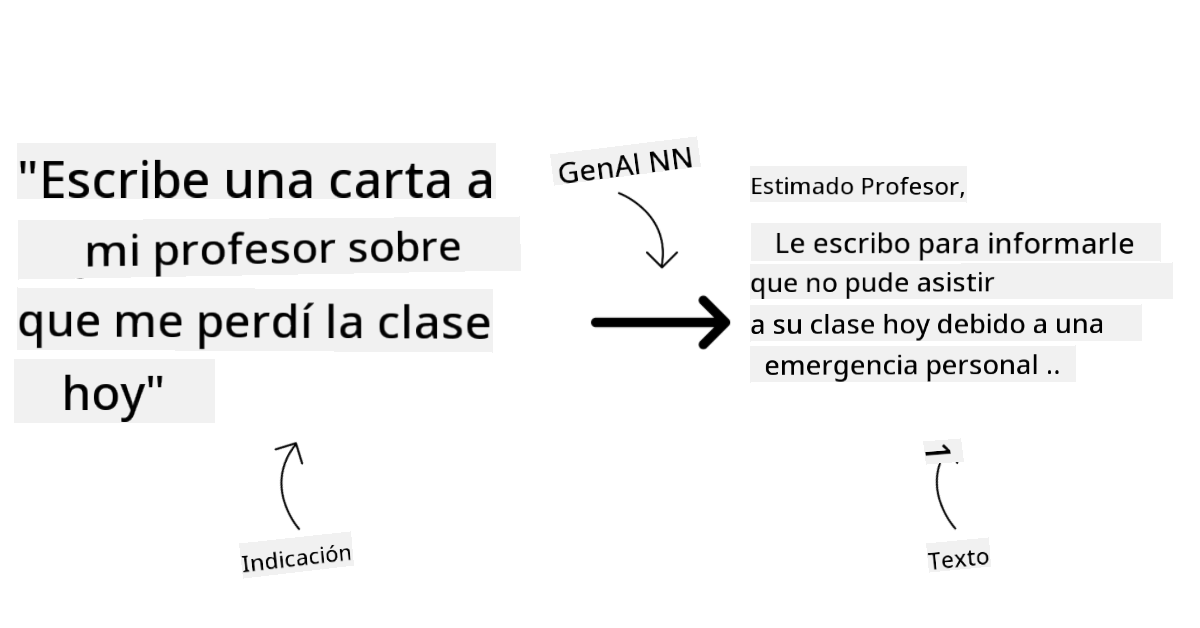 "Escribe una carta a
mi profesor sobre
que me perdí la clase
hoy"
GenAI NN
Estimado Profesor,
Le escribo para informarle
que no pude asistir
a su clase hoy debido a una
emergencia personal ..
Indicación
Texto